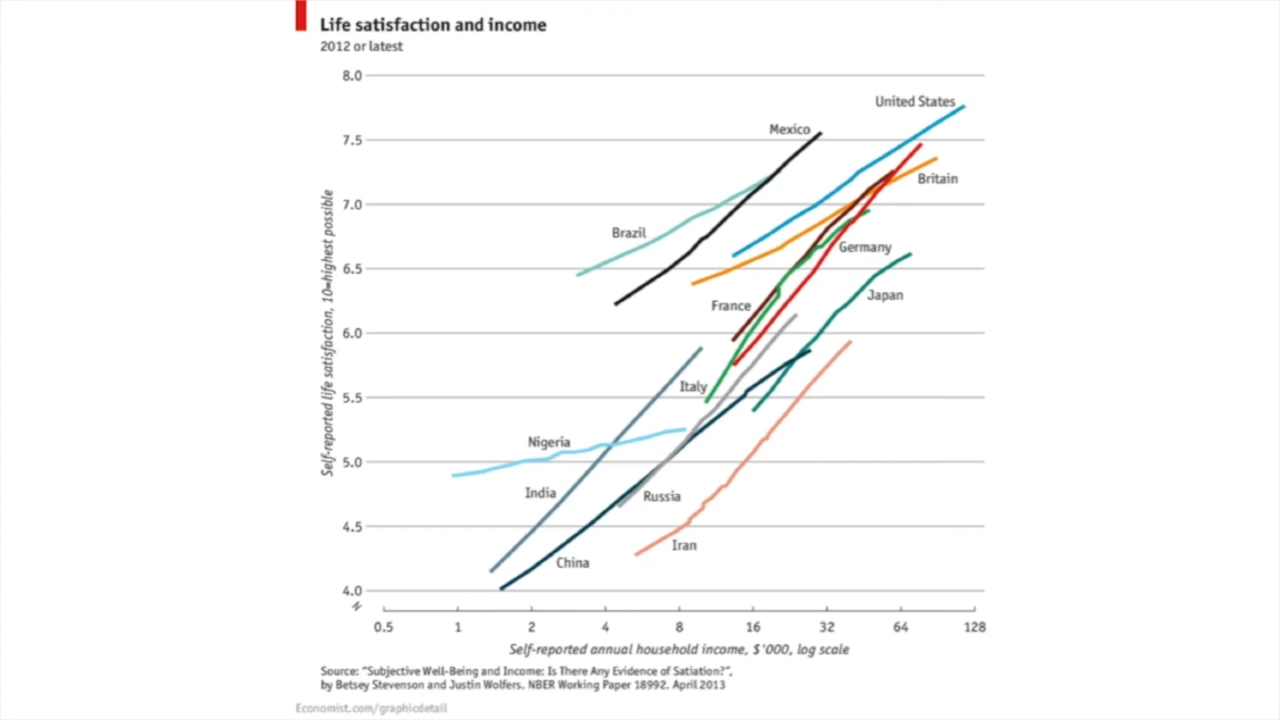 Life satisfaction and income
2012 or latest
Self-reported life satisfaction, 10=highest possible
8.0
7.5
7.0
6.5
6.0
5.5
5.0
4.5
4.0
United States
Mexico
Britain
Brazil
Germany
Japan
France
Italy
Nigeria
India
Russia
Iran
China
0.5 1 2 4 8 16 32 64 128
Self-reported annual household income, $'000, log scale
Source: "Subjective Well-Being and Income: Is There Any Evidence of Satiation?",
by Betsey Stevenson and Justin Wolfers. NBER Working Paper 18992. April 2013
Economist.com/graphicdetail